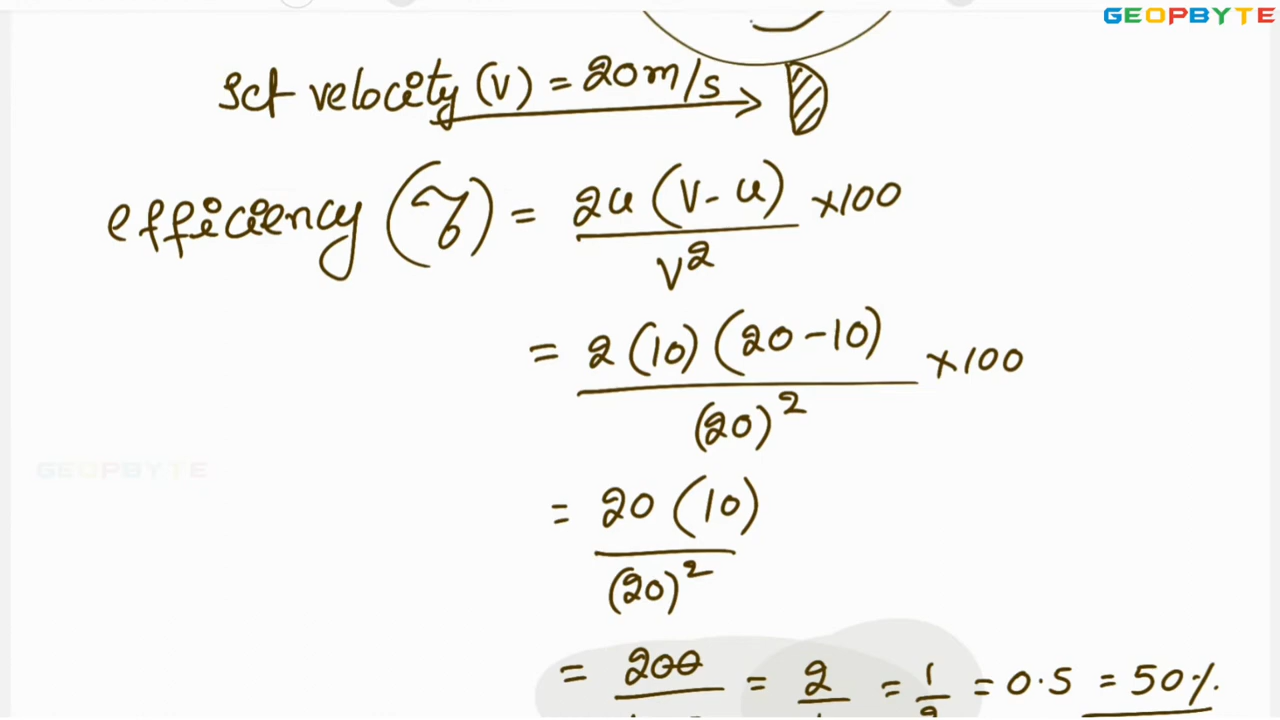 GEOPBYTE
Jet velocity (V) = 20m/s
efficiency (η) = 2u (V-u) / V² ×100
= 2 (10) (20-10) / (20)² ×100
= 20 (10) / (20)²
GEOPBYTE
= 200 = 2 = 1 = 0.5 = 50%